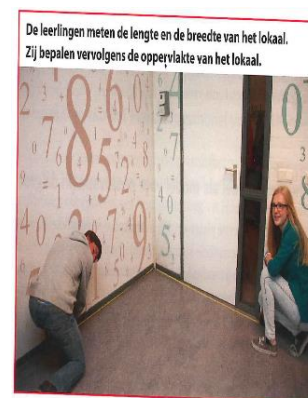 De leerlingen meten de lengte en de breedte van het lokaal.
Zij bepalen vervolgens de oppervlakte van het lokaal.